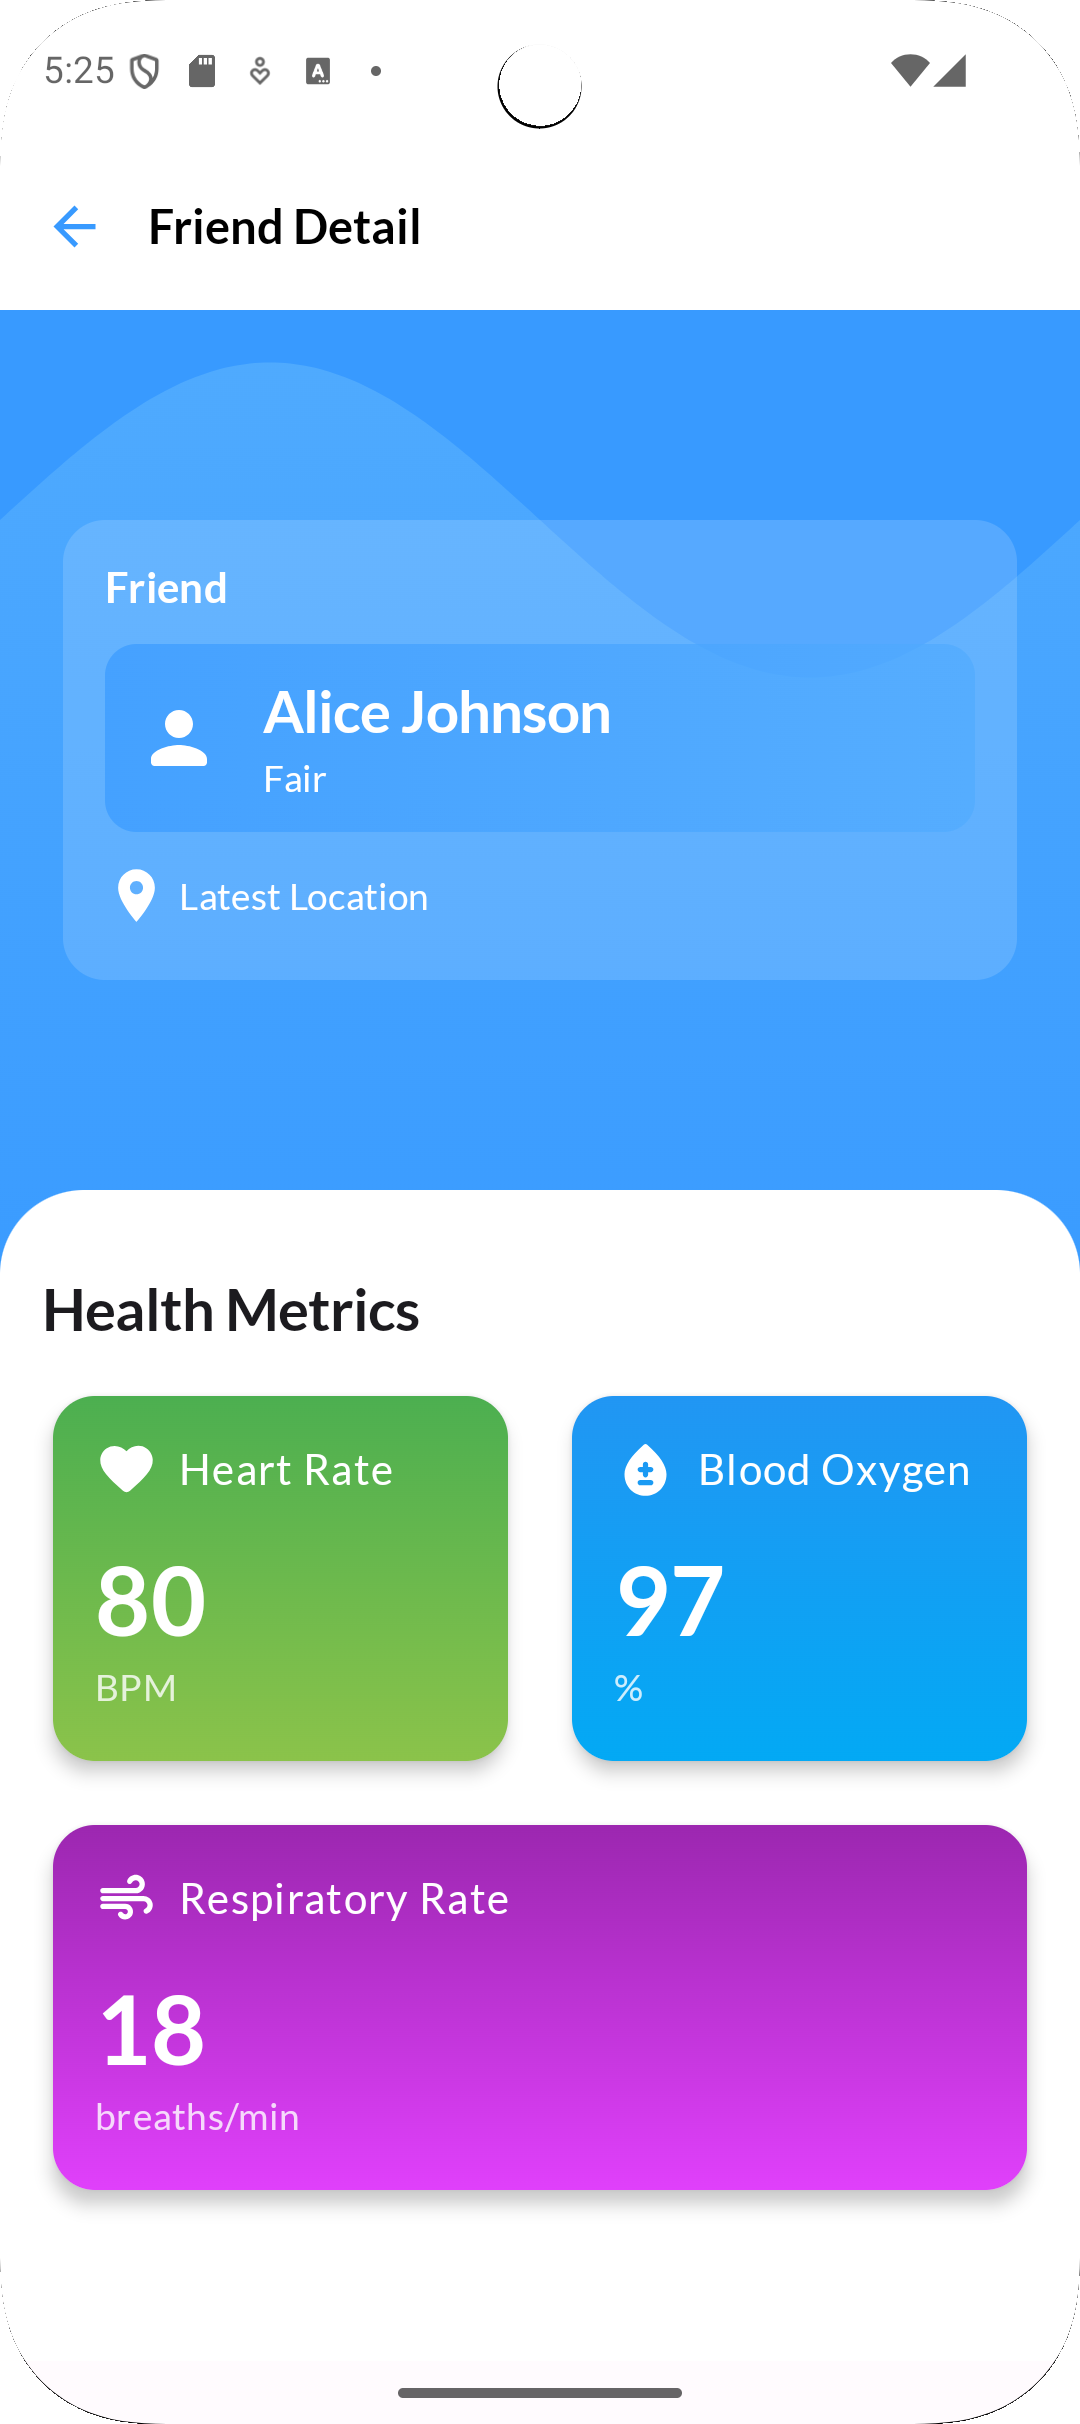 5:25
Friend Detail
Friend
Alice Johnson
Fair
Latest Location
Health Metrics
Heart Rate
80
BPM
Blood Oxygen
97
%
Respiratory Rate
18
breaths/min